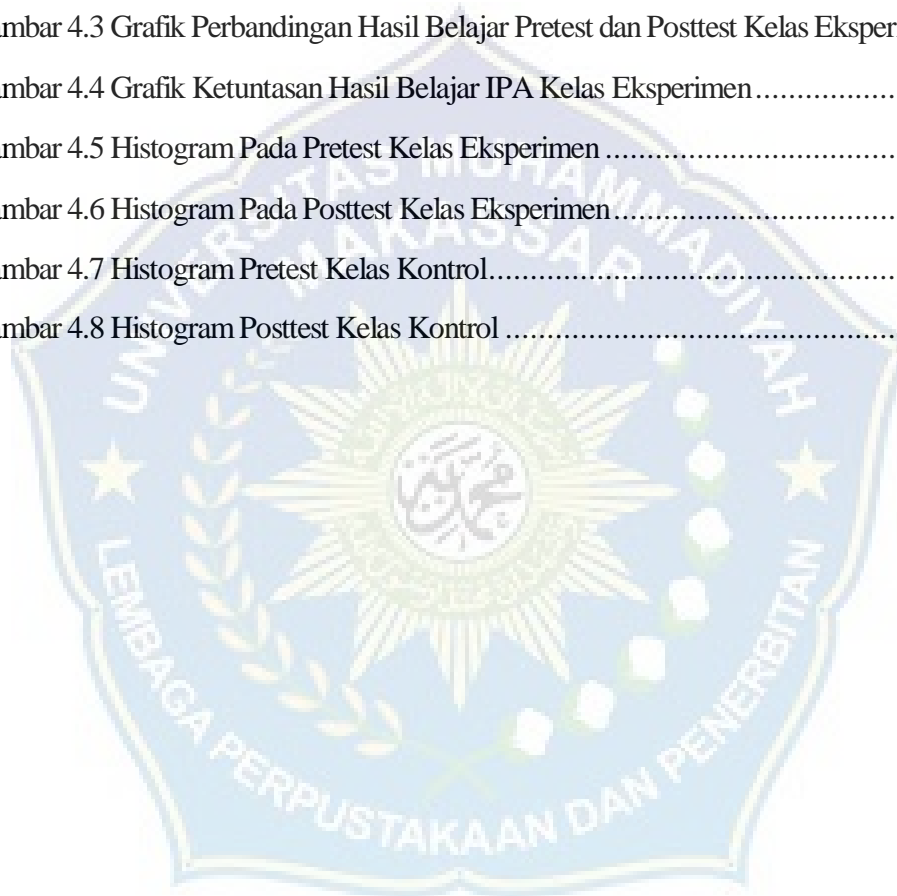 mbar 4.3 Grafik Perbandingan Hasil Belajar Pretest dan Posttest Kelas Eksper
mbar 4.4 Grafik Ketuntasan Hasil Belajar IPA Kelas Eksperimen.................
mbar 4.5 Histogram Pada Pretest Kelas Eksperimen ...................................
mbar 4.6 Histogram Pada Posttest Kelas Eksperimen..................................
mbar 4.7 Histogram Pretest Kelas Kontrol.................................................
mbar 4.8 Histogram Posttest Kelas Kontrol ...............................................
UNIVERSITAS MUHAMMADIYAH
MAKASSAR
محمدية
LEMBAGA PERPUSTAKAAN DAN PENERBITAN